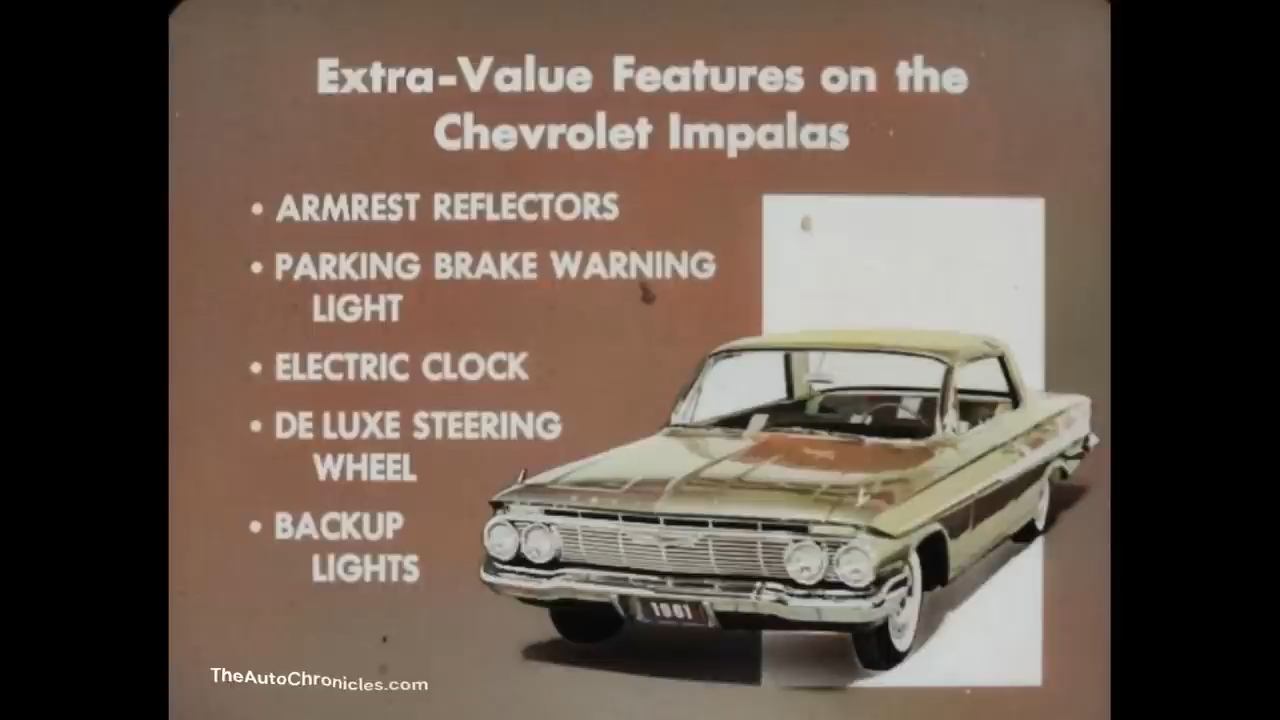 Extra-Value Features on the
Chevrolet Impalas
• ARMREST REFLECTORS
• PARKING BRAKE WARNING
LIGHT
• ELECTRIC CLOCK
• DE LUXE STEERING
WHEEL
• BACKUP
LIGHTS
1961
TheAutoChronicles.com